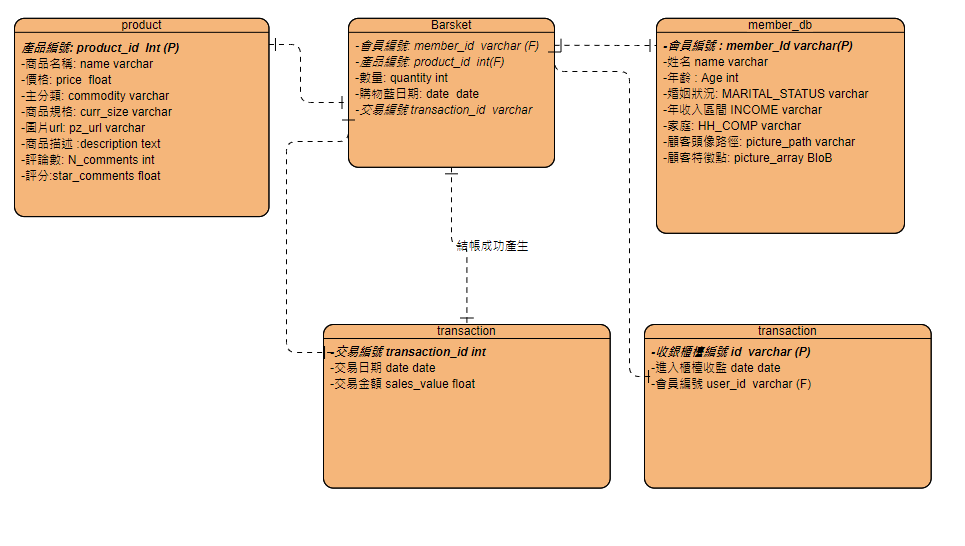 product
產品編號: product_id  Int (P)
-商品名稱: name varchar
-價格: price  float
-主分類: commodity varchar
-商品規格: curr_size varchar
-圖片url: pz_url varchar
-商品描述 :description text
-評論數: N_comments int
-評分:star_comments float
Barsket
-會員編號: member_id  varchar (F)
-產品編號: product_id  int(F)
-數量: quantity int
-購物籃日期: date  date
-交易編號 transaction_id  varchar
member_db
-會員編號 : member_Id varchar(P)
-姓名 name varchar
-年齡 : Age int
-婚姻狀況: MARITAL_STATUS varchar
-年收入區間 INCOME varchar
-家庭: HH_COMP varchar
-顧客頭像路徑: picture_path varchar
-顧客特徵點: picture_array BloB
結帳成功產生
transaction
-交易編號 transaction_id int
-交易日期 date date
-交易金額 sales_value float
transaction
-收銀櫃檯編號 id  varchar (P)
-進入櫃檯收監 date date
-會員編號 user_id  varchar (F)